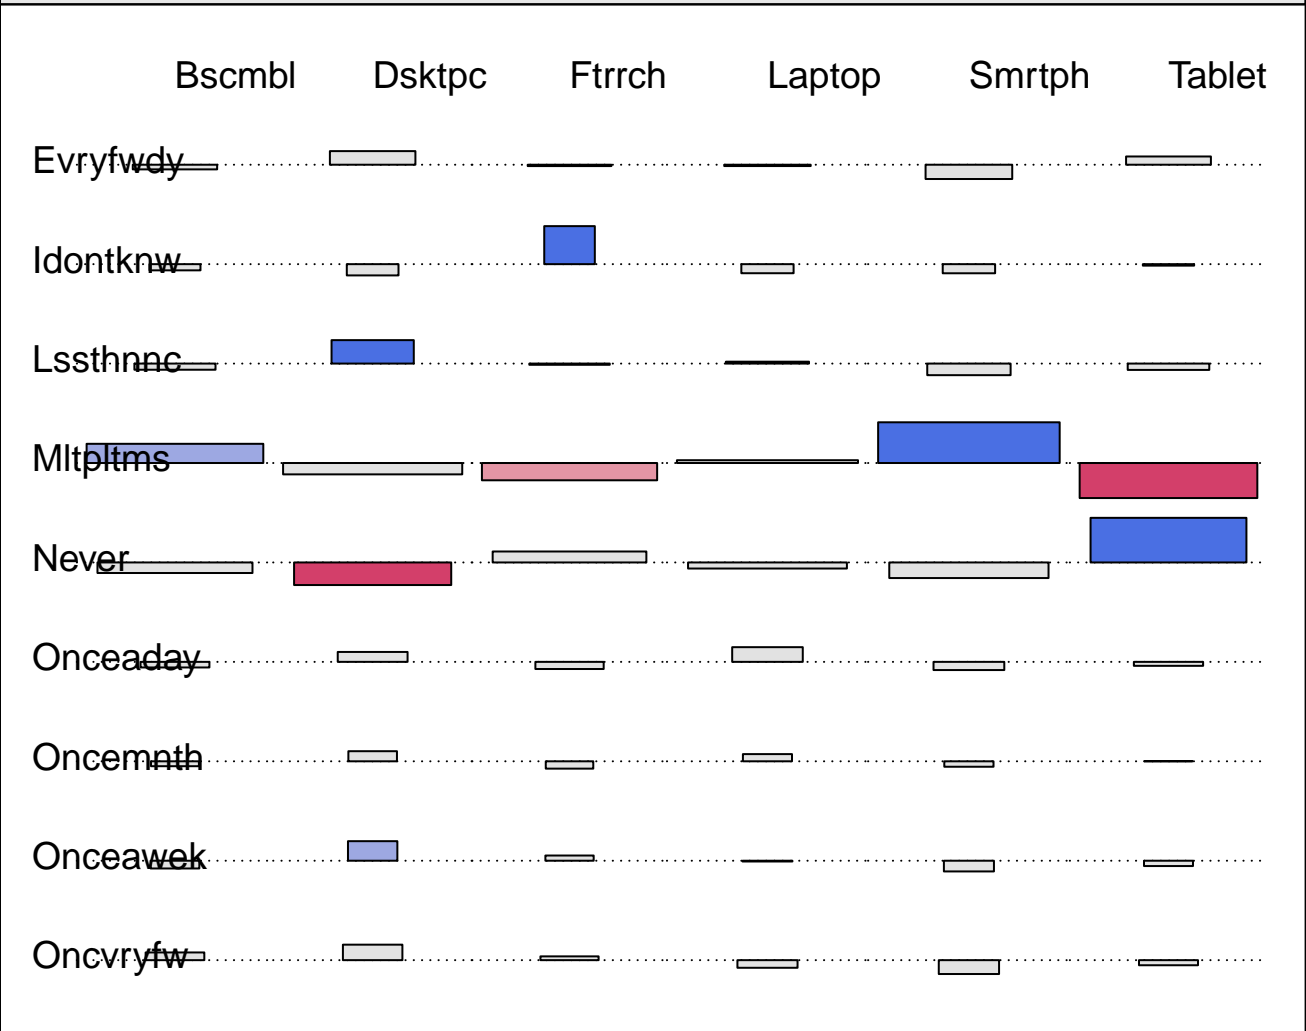 Bscmbl Dsktpc Ftrrch Laptop Smrtph Tablet
Evryfwdy
Idontknw
Lssthnnc
Mltpltms
Never
Onceaday
Oncemnth
Onceawek
Oncvryfw